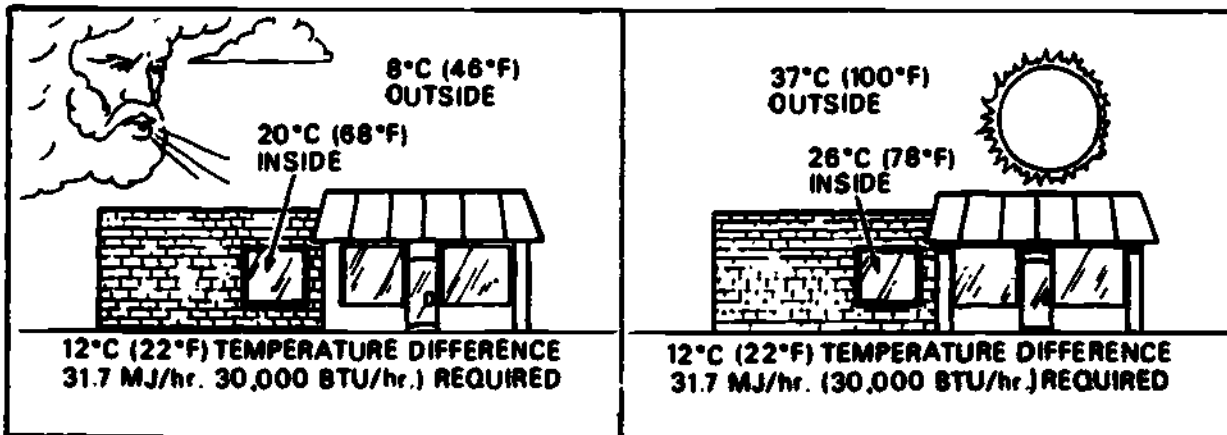 8°C (46°F)
OUTSIDE
20°C (68°F)
INSIDE
12°C (22°F) TEMPERATURE DIFFERENCE
31.7 MJ/hr. 30,000 BTU/hr.) REQUIRED
37°C (100°F)
OUTSIDE
26°C (78°F)
INSIDE
12°C (22°F) TEMPERATURE DIFFERENCE
31.7 MJ/hr. (30,000 BTU/hr.) REQUIRED